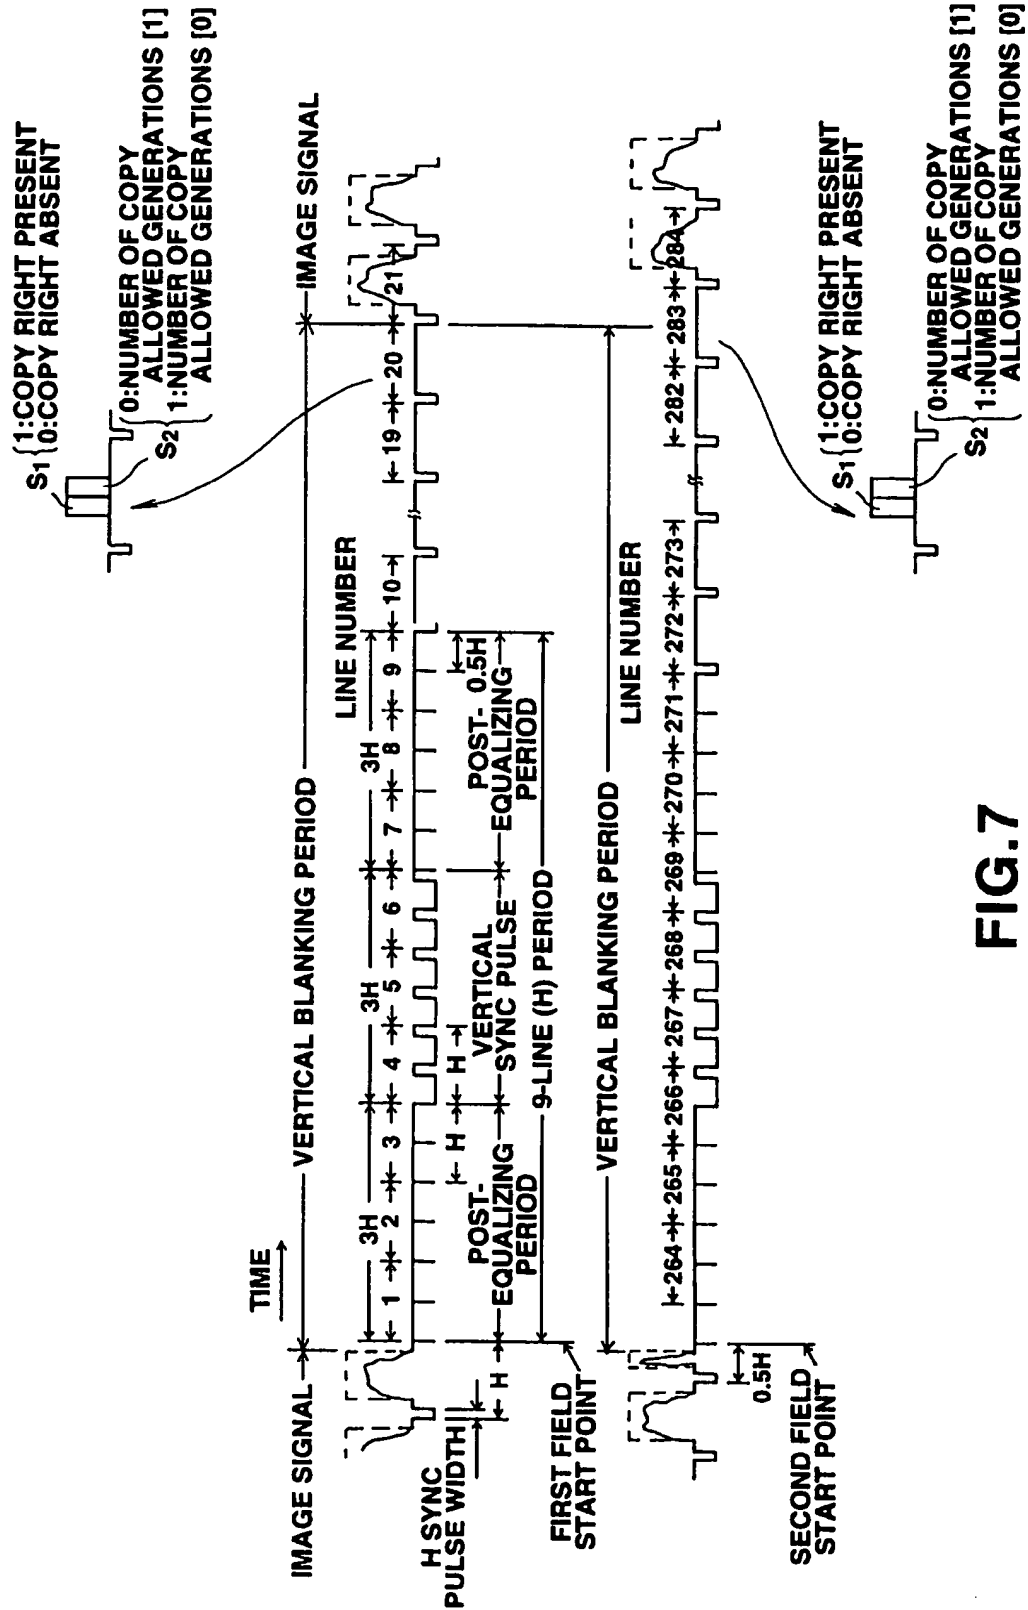 TIME
IMAGE SIGNAL
VERTICAL BLANKING PERIOD
IMAGE SIGNAL
3H
3H
3H
LINE NUMBER
1 2 3 4 5 6 7 8 9 10 19 20 21
H SYNC
PULSE WIDTH
H
H
H
0.5H
POST-
EQUALIZING
PERIOD
VERTICAL
SYNC PULSE
POST-
EQUALIZING
PERIOD
9-LINE (H) PERIOD
FIRST FIELD
START POINT
S1 {1:COPY RIGHT PRESENT
0:COPY RIGHT ABSENT
S2 {0:NUMBER OF COPY
ALLOWED GENERATIONS [1]
1:NUMBER OF COPY
ALLOWED GENERATIONS [0]
VERTICAL BLANKING PERIOD
LINE NUMBER
264 265 266 267 268 269 270 271 272 273 282 283 284
0.5H
SECOND FIELD
START POINT
S1 {1:COPY RIGHT PRESENT
0:COPY RIGHT ABSENT
S2 {0:NUMBER OF COPY
ALLOWED GENERATIONS [1]
1:NUMBER OF COPY
ALLOWED GENERATIONS [0]
FIG.7